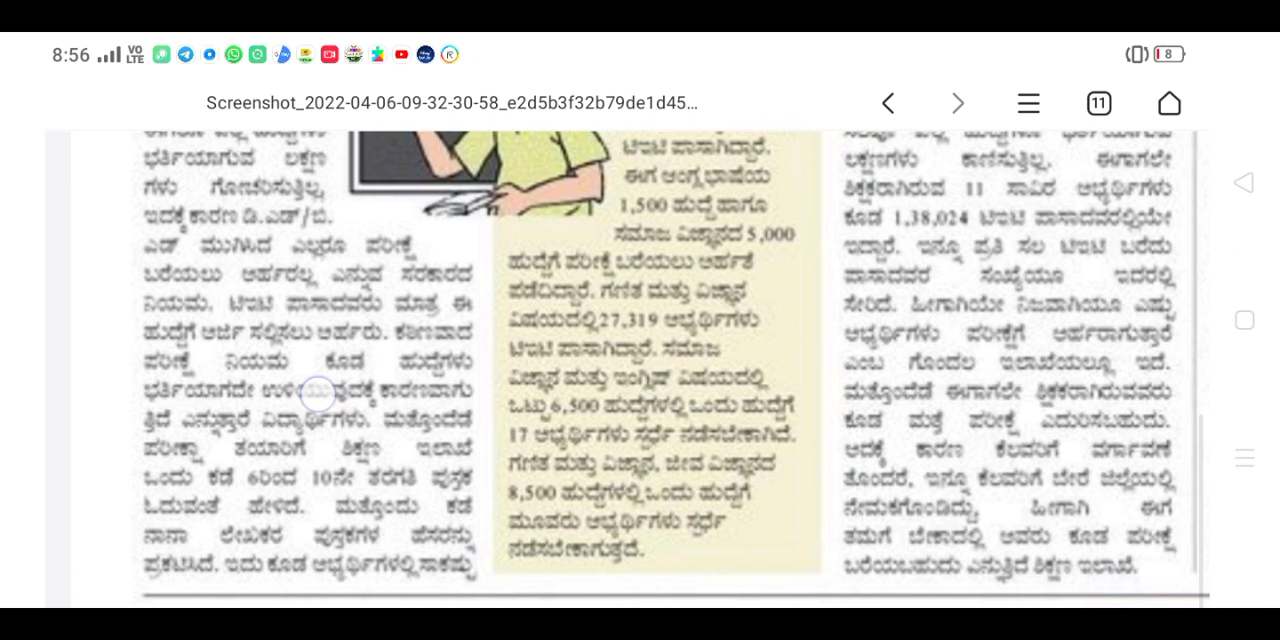 8:56
VO
LTE
8
Screenshot_2022-04-06-09-32-30-58_e2d5b3f32b79de1d45...
11
ಭರ್ತಿಯಾಗುವ ಲಕ್ಷಣ
ಗಳು ಗೋಚರಿಸುತ್ತಿಲ್ಲ.
ಇದಕ್ಕೆ ಕಾರಣ ಡಿ.ಎಡ್/ಬಿ.
ಎಡ್ ಮುಗಿಸಿದ ಎಲ್ಲರೂ ಪರೀಕ್ಷೆ
ಬರೆಯಲು ಅರ್ಹರಲ್ಲ ಎನ್ನುವ ಸರಕಾರದ
ನಿಯಮ. ಟಿಇಟಿ ಪಾಸಾದವರು ಮಾತ್ರ ಈ
ಹುದ್ದೆಗೆ ಅರ್ಜಿ ಸಲ್ಲಿಸಲು ಅರ್ಹರು. ಕಠಿಣವಾದ
ಪರೀಕ್ಷೆ ನಿಯಮ ಕೂಡ ಹುದ್ದೆಗಳು
ಭರ್ತಿಯಾಗದೇ ಉಳಿಯುವುದಕ್ಕೆ ಕಾರಣವಾಗು
ತ್ತಿದೆ ಎನ್ನುತ್ತಾರೆ ವಿದ್ಯಾರ್ಥಿಗಳು. ಮತ್ತೊಂದೆಡೆ
ಪರೀಕ್ಷಾ ತಯಾರಿಗೆ ಶಿಕ್ಷಣ ಇಲಾಖೆ
ಒಂದು ಕಡೆ 6ರಿಂದ 10ನೇ ತರಗತಿ ಪುಸ್ತಕ
ಓದುವಂತೆ ಹೇಳಿದೆ. ಮತ್ತೊಂದು ಕಡೆ
ನಾನಾ ಲೇಖಕರ ಪುಸ್ತಕಗಳ ಹೆಸರನ್ನು
ಪ್ರಕಟಿಸಿದೆ. ಇದು ಕೂಡ ಅಭ್ಯರ್ಥಿಗಳಲ್ಲಿ ಸಾಕಷ್ಟು
ಟಿಇಟಿ ಪಾಸಾಗಿದ್ದಾರೆ.
ಈಗ ಆಂಗ್ಲ ಭಾಷೆಯ
1,500 ಹುದ್ದೆ ಹಾಗೂ
ಸಮಾಜ ವಿಜ್ಞಾನದ 5,000
ಹುದ್ದೆಗೆ ಪರೀಕ್ಷೆ ಬರೆಯಲು ಅರ್ಹತೆ
ಪಡೆದಿದ್ದಾರೆ. ಗಣಿತ ಮತ್ತು ವಿಜ್ಞಾನ
ವಿಷಯದಲ್ಲಿ 27,319 ಅಭ್ಯರ್ಥಿಗಳು
ಟಿಇಟಿ ಪಾಸಾಗಿದ್ದಾರೆ. ಸಮಾಜ
ವಿಜ್ಞಾನ ಮತ್ತು ಇಂಗ್ಲಿಷ್ ವಿಷಯದಲ್ಲಿ
ಒಟ್ಟು 6,500 ಹುದ್ದೆಗಳಲ್ಲಿ ಒಂದು ಹುದ್ದೆಗೆ
17 ಅಭ್ಯರ್ಥಿಗಳು ಸ್ಪರ್ಧೆ ನಡೆಸಬೇಕಾಗಿದೆ.
ಗಣಿತ ಮತ್ತು ವಿಜ್ಞಾನ, ಜೀವ ವಿಜ್ಞಾನದ
8,500 ಹುದ್ದೆಗಳಲ್ಲಿ ಒಂದು ಹುದ್ದೆಗೆ
ಮೂವರು ಅಭ್ಯರ್ಥಿಗಳು ಸ್ಪರ್ಧೆ
ನಡೆಸಬೇಕಾಗುತ್ತದೆ.
ಲಕ್ಷಣಗಳು ಕಾಣಿಸುತ್ತಿಲ್ಲ. ಈಗಾಗಲೇ
ಶಿಕ್ಷಕರಾಗಿರುವ 11 ಸಾವಿರ ಅಭ್ಯರ್ಥಿಗಳು
ಕೂಡ 1,38,024 ಟಿಇಟಿ ಪಾಸಾದವರಲ್ಲಿಯೇ
ಇದ್ದಾರೆ. ಇನ್ನೂ ಪ್ರತಿ ಸಲ ಟಿಇಟಿ ಬರೆದು
ಪಾಸಾದವರ ಸಂಖ್ಯೆಯೂ ಇದರಲ್ಲಿ
ಸೇರಿದೆ. ಹೀಗಾಗಿಯೇ ನಿಜವಾಗಿಯೂ ಎಷ್ಟು
ಅಭ್ಯರ್ಥಿಗಳು ಪರೀಕ್ಷೆಗೆ ಅರ್ಹರಾಗುತ್ತಾರೆ
ಎಂಬ ಗೊಂದಲ ಇಲಾಖೆಯಲ್ಲೂ ಇದೆ.
ಮತ್ತೊಂದೆಡೆ ಈಗಾಗಲೇ ಶಿಕ್ಷಕರಾಗಿರುವವರು
ಕೂಡ ಮತ್ತೆ ಪರೀಕ್ಷೆ ಎದುರಿಸಬಹುದು.
ಅದಕ್ಕೆ ಕಾರಣ ಕೆಲವರಿಗೆ ವರ್ಗಾವಣೆ
ತೊಂದರೆ, ಇನ್ನೂ ಕೆಲವರಿಗೆ ಬೇರೆ ಜಿಲ್ಲೆಯಲ್ಲಿ
ನೇಮಕಗೊಂಡಿದ್ದು, ಹೀಗಾಗಿ ಈಗ
ತಮಗೆ ಬೇಕಾದಲ್ಲಿ ಅವರು ಕೂಡ ಪರೀಕ್ಷೆ
ಬರೆಯಬಹುದು ಎನ್ನುತ್ತಿದೆ ಶಿಕ್ಷಣ ಇಲಾಖೆ.